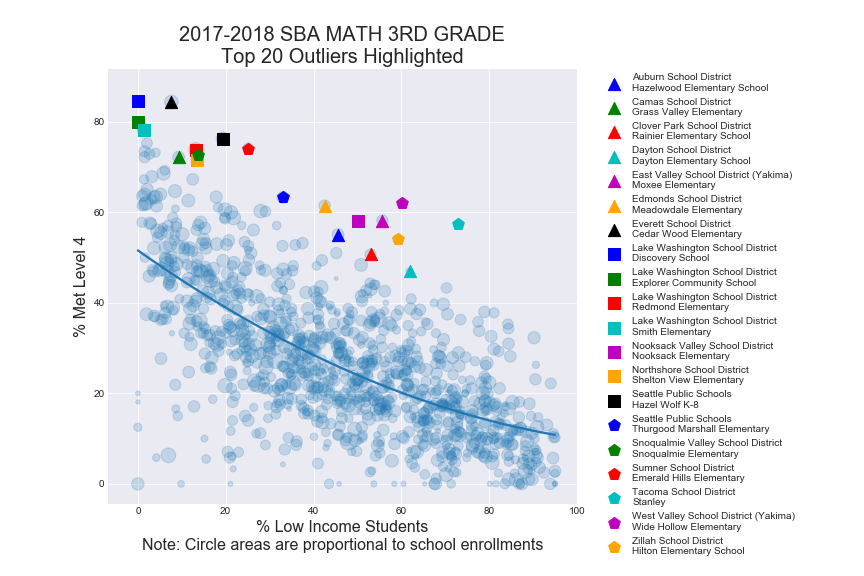 2017-2018 SBA MATH 3RD GRADE
Top 20 Outliers Highlighted
% Met Level 4
80
60
40
20
0
0
20
40
60
80
100
% Low Income Students
Note: Circle areas are proportional to school enrollments
Auburn School District
Hazelwood Elementary School
Camas School District
Grass Valley Elementary
Clover Park School District
Rainier Elementary School
Dayton School District
Dayton Elementary School
East Valley School District (Yakima)
Moxee Elementary
Edmonds School District
Meadowdale Elementary
Everett School District
Cedar Wood Elementary
Lake Washington School District
Discovery School
Lake Washington School District
Explorer Community School
Lake Washington School District
Redmond Elementary
Lake Washington School District
Smith Elementary
Nooksack Valley School District
Nooksack Elementary
Northshore School District
Shelton View Elementary
Seattle Public Schools
Hazel Wolf K-8
Seattle Public Schools
Thurgood Marshall Elementary
Snoqualmie Valley School District
Snoqualmie Elementary
Sumner School District
Emerald Hills Elementary
Tacoma School District
Stanley
West Valley School District (Yakima)
Wide Hollow Elementary
Zillah School District
Hilton Elementary School